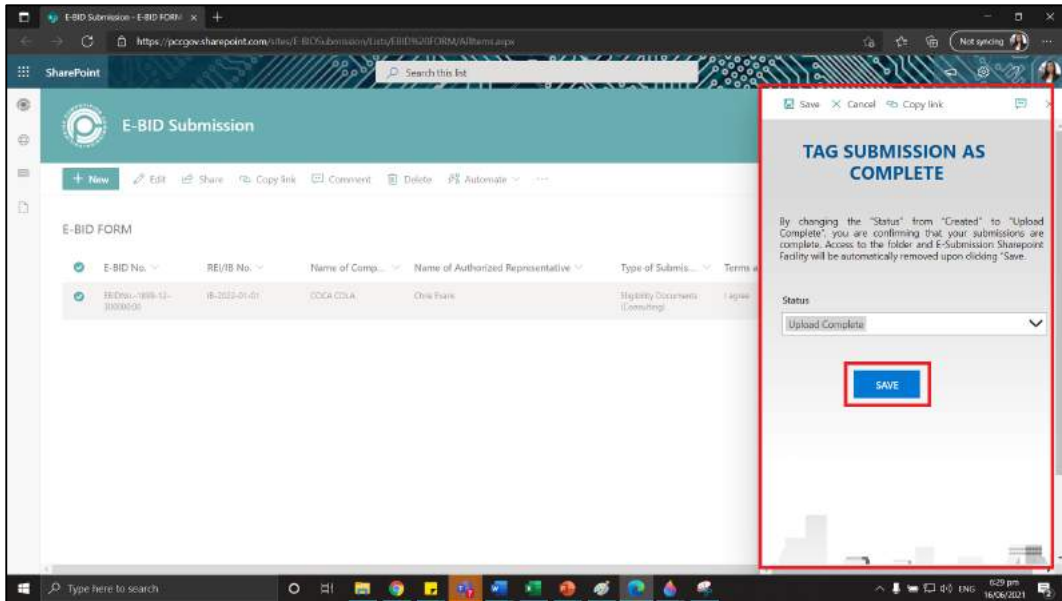 E-BID Submission - E-BID FORM
https://pccgov.sharepoint.com/sites/E-BIDSubmission/Lists/EBID%20FORM/AllItems.aspx
Not syncing
SharePoint
Search this list
Save Cancel Copy link
E-BID Submission
TAG SUBMISSION AS
COMPLETE
New Edit Share Copy link Comment Delete Automate
By changing the "Status" from "Created" to "Upload
Complete", you are confirming that your submissions are
complete. Access to the folder and E-Submission Sharepoint
Facility will be automatically removed upon clicking "Save.
E-BID FORM
E-BID No. REI/IB No. Name of Comp... Name of Authorized Representative Type of Submis... Terms a
IB-2022-01-01 COCA COLA Chris Evans Eligibility Documents I agree
(Consulting)
Status
Upload Complete
SAVE
Type here to search
ENG
6:29 pm
16/06/2021